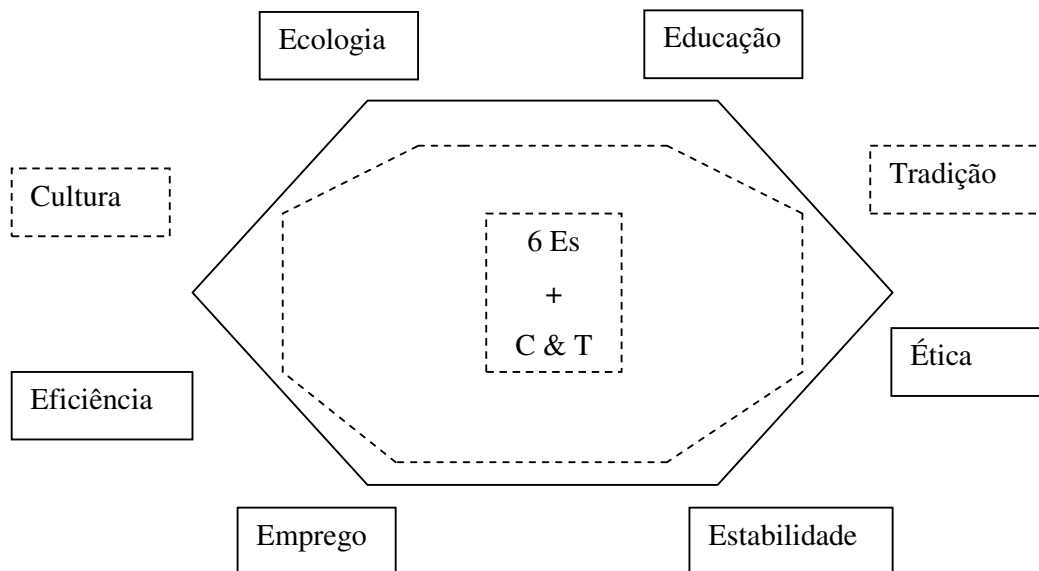 Ecologia
Educação
Cultura
Tradição
6 Es
+
C & T
Eficiência
Ética
Emprego
Estabilidade